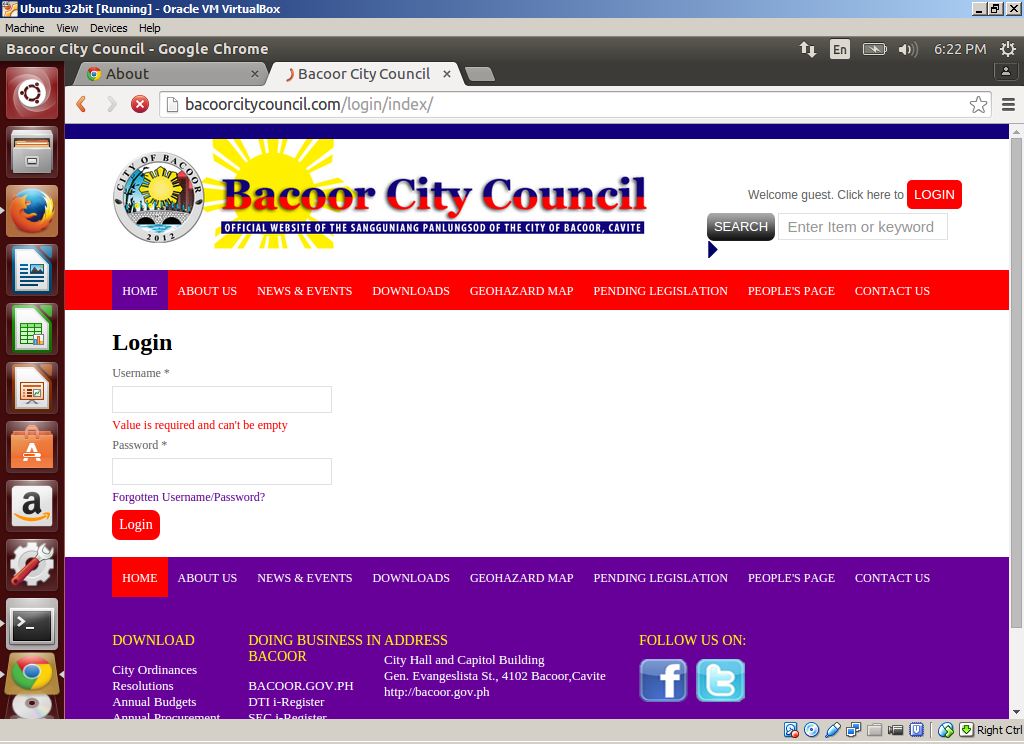 Ubuntu 32bit [Running] - Oracle VM VirtualBox
Machine View Devices Help
Bacoor City Council - Google Chrome
En
6:22 PM
About
Bacoor City Council
bacoorcitycouncil.com/login/index/
CITY OF BACOOR
2012
Bacoor City Council
OFFICIAL WEBSITE OF THE SANGGUNIANG PANLUNGSOD OF THE CITY OF BACOOR, CAVITE
Welcome guest. Click here to LOGIN
SEARCH Enter Item or keyword
HOME ABOUT US NEWS & EVENTS DOWNLOADS GEOHAZARD MAP PENDING LEGISLATION PEOPLE'S PAGE CONTACT US
Login
Username *
Value is required and can't be empty
Password *
Forgotten Username/Password?
Login
HOME ABOUT US NEWS & EVENTS DOWNLOADS GEOHAZARD MAP PENDING LEGISLATION PEOPLE'S PAGE CONTACT US
DOWNLOAD
City Ordinances
Resolutions
Annual Budgets
Annual Procurement
DOING BUSINESS IN
BACOOR
BACOOR.GOV.PH
DTI i-Register
SEC i-Register
ADDRESS
City Hall and Capitol Building
Gen. Evangeslista St., 4102 Bacoor,Cavite
http://bacoor.gov.ph
FOLLOW US ON:
Right Ctrl